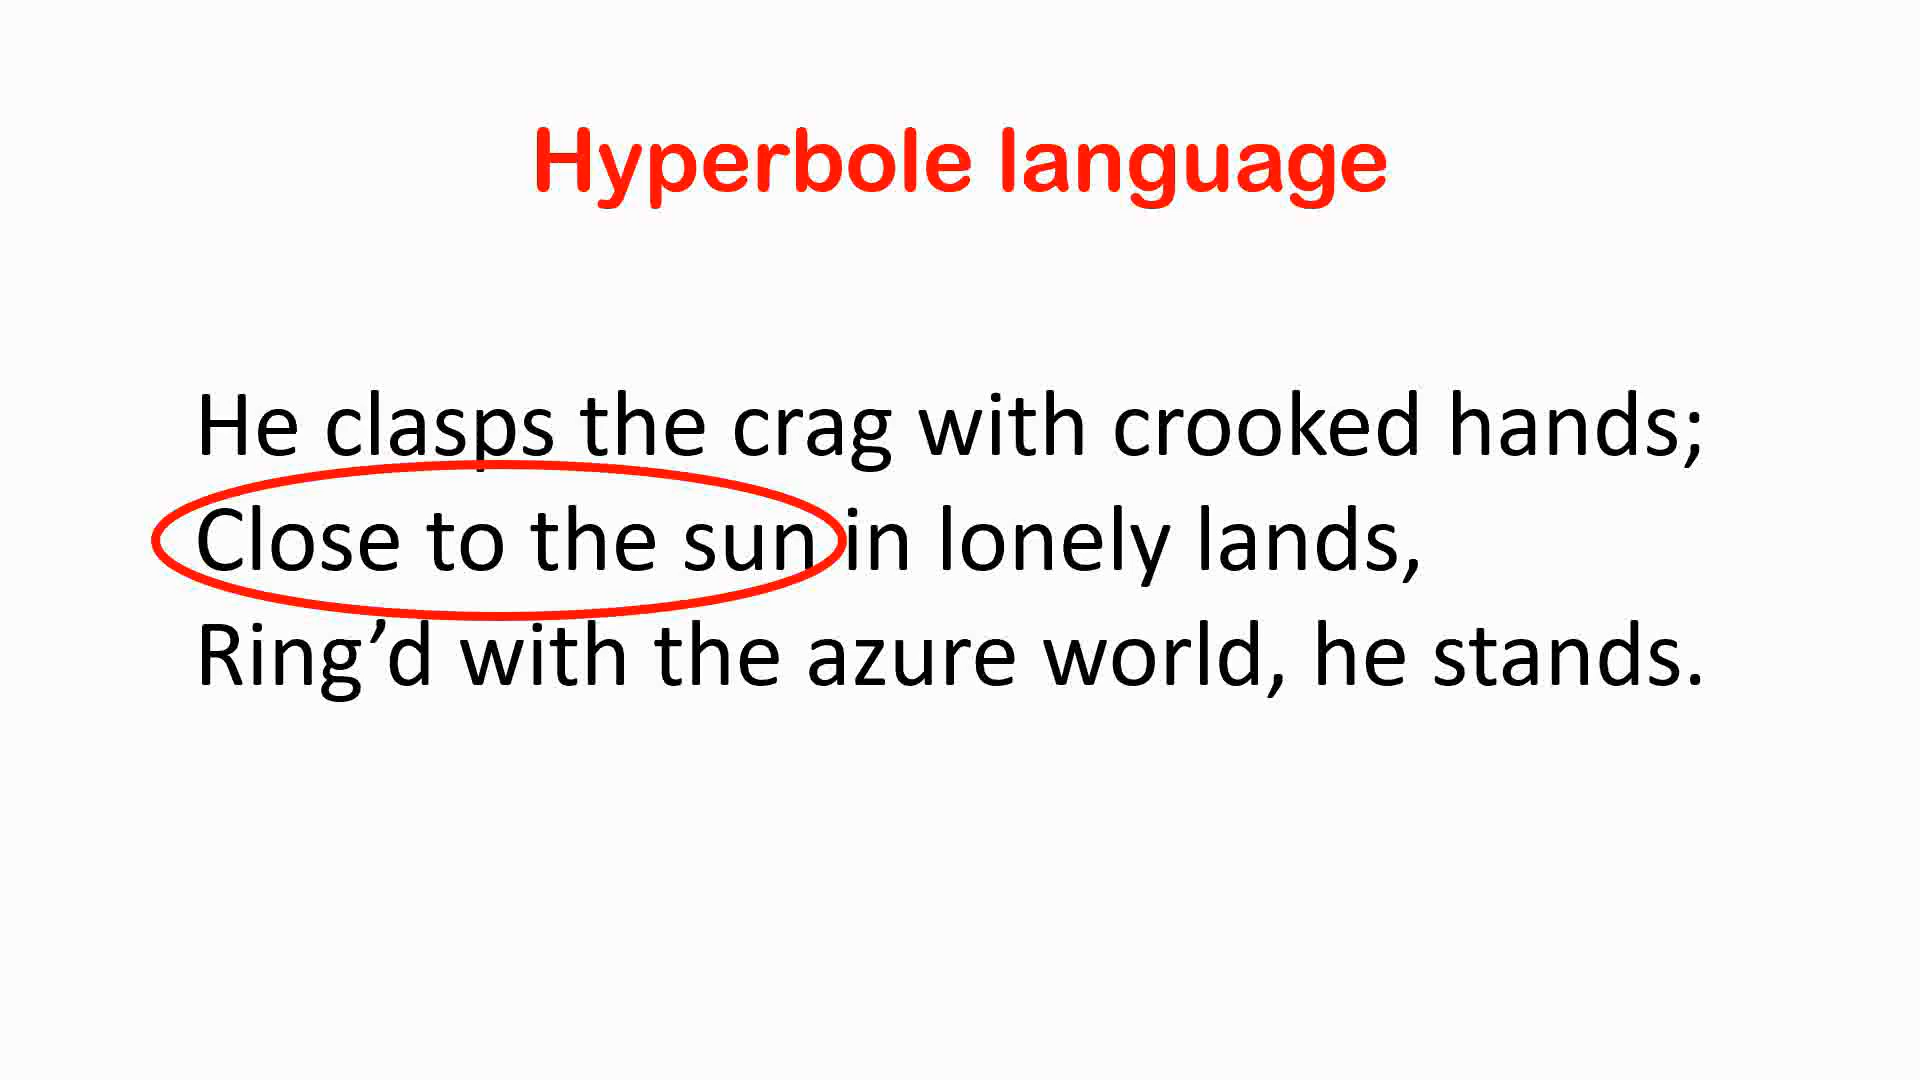 Hyperbole language
He clasps the crag with crooked hands;
Close to the sun in lonely lands,
Ring’d with the azure world, he stands.